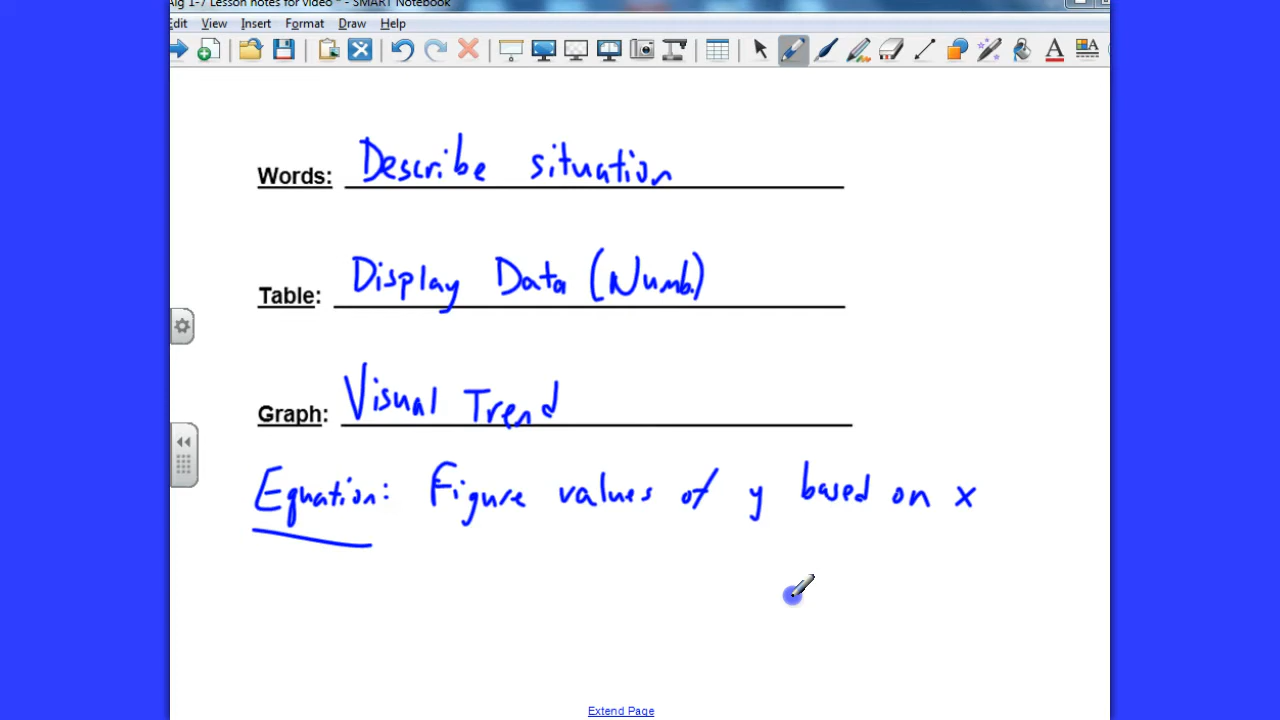 Alg 1-7 Lesson notes for video * - SMART Notebook
Edit View Insert Format Draw Help
Words: Describe situation
Table: Display Data (Numb.)
Graph: Visual Trend
Equation: Figure values of y based on x
Extend Page